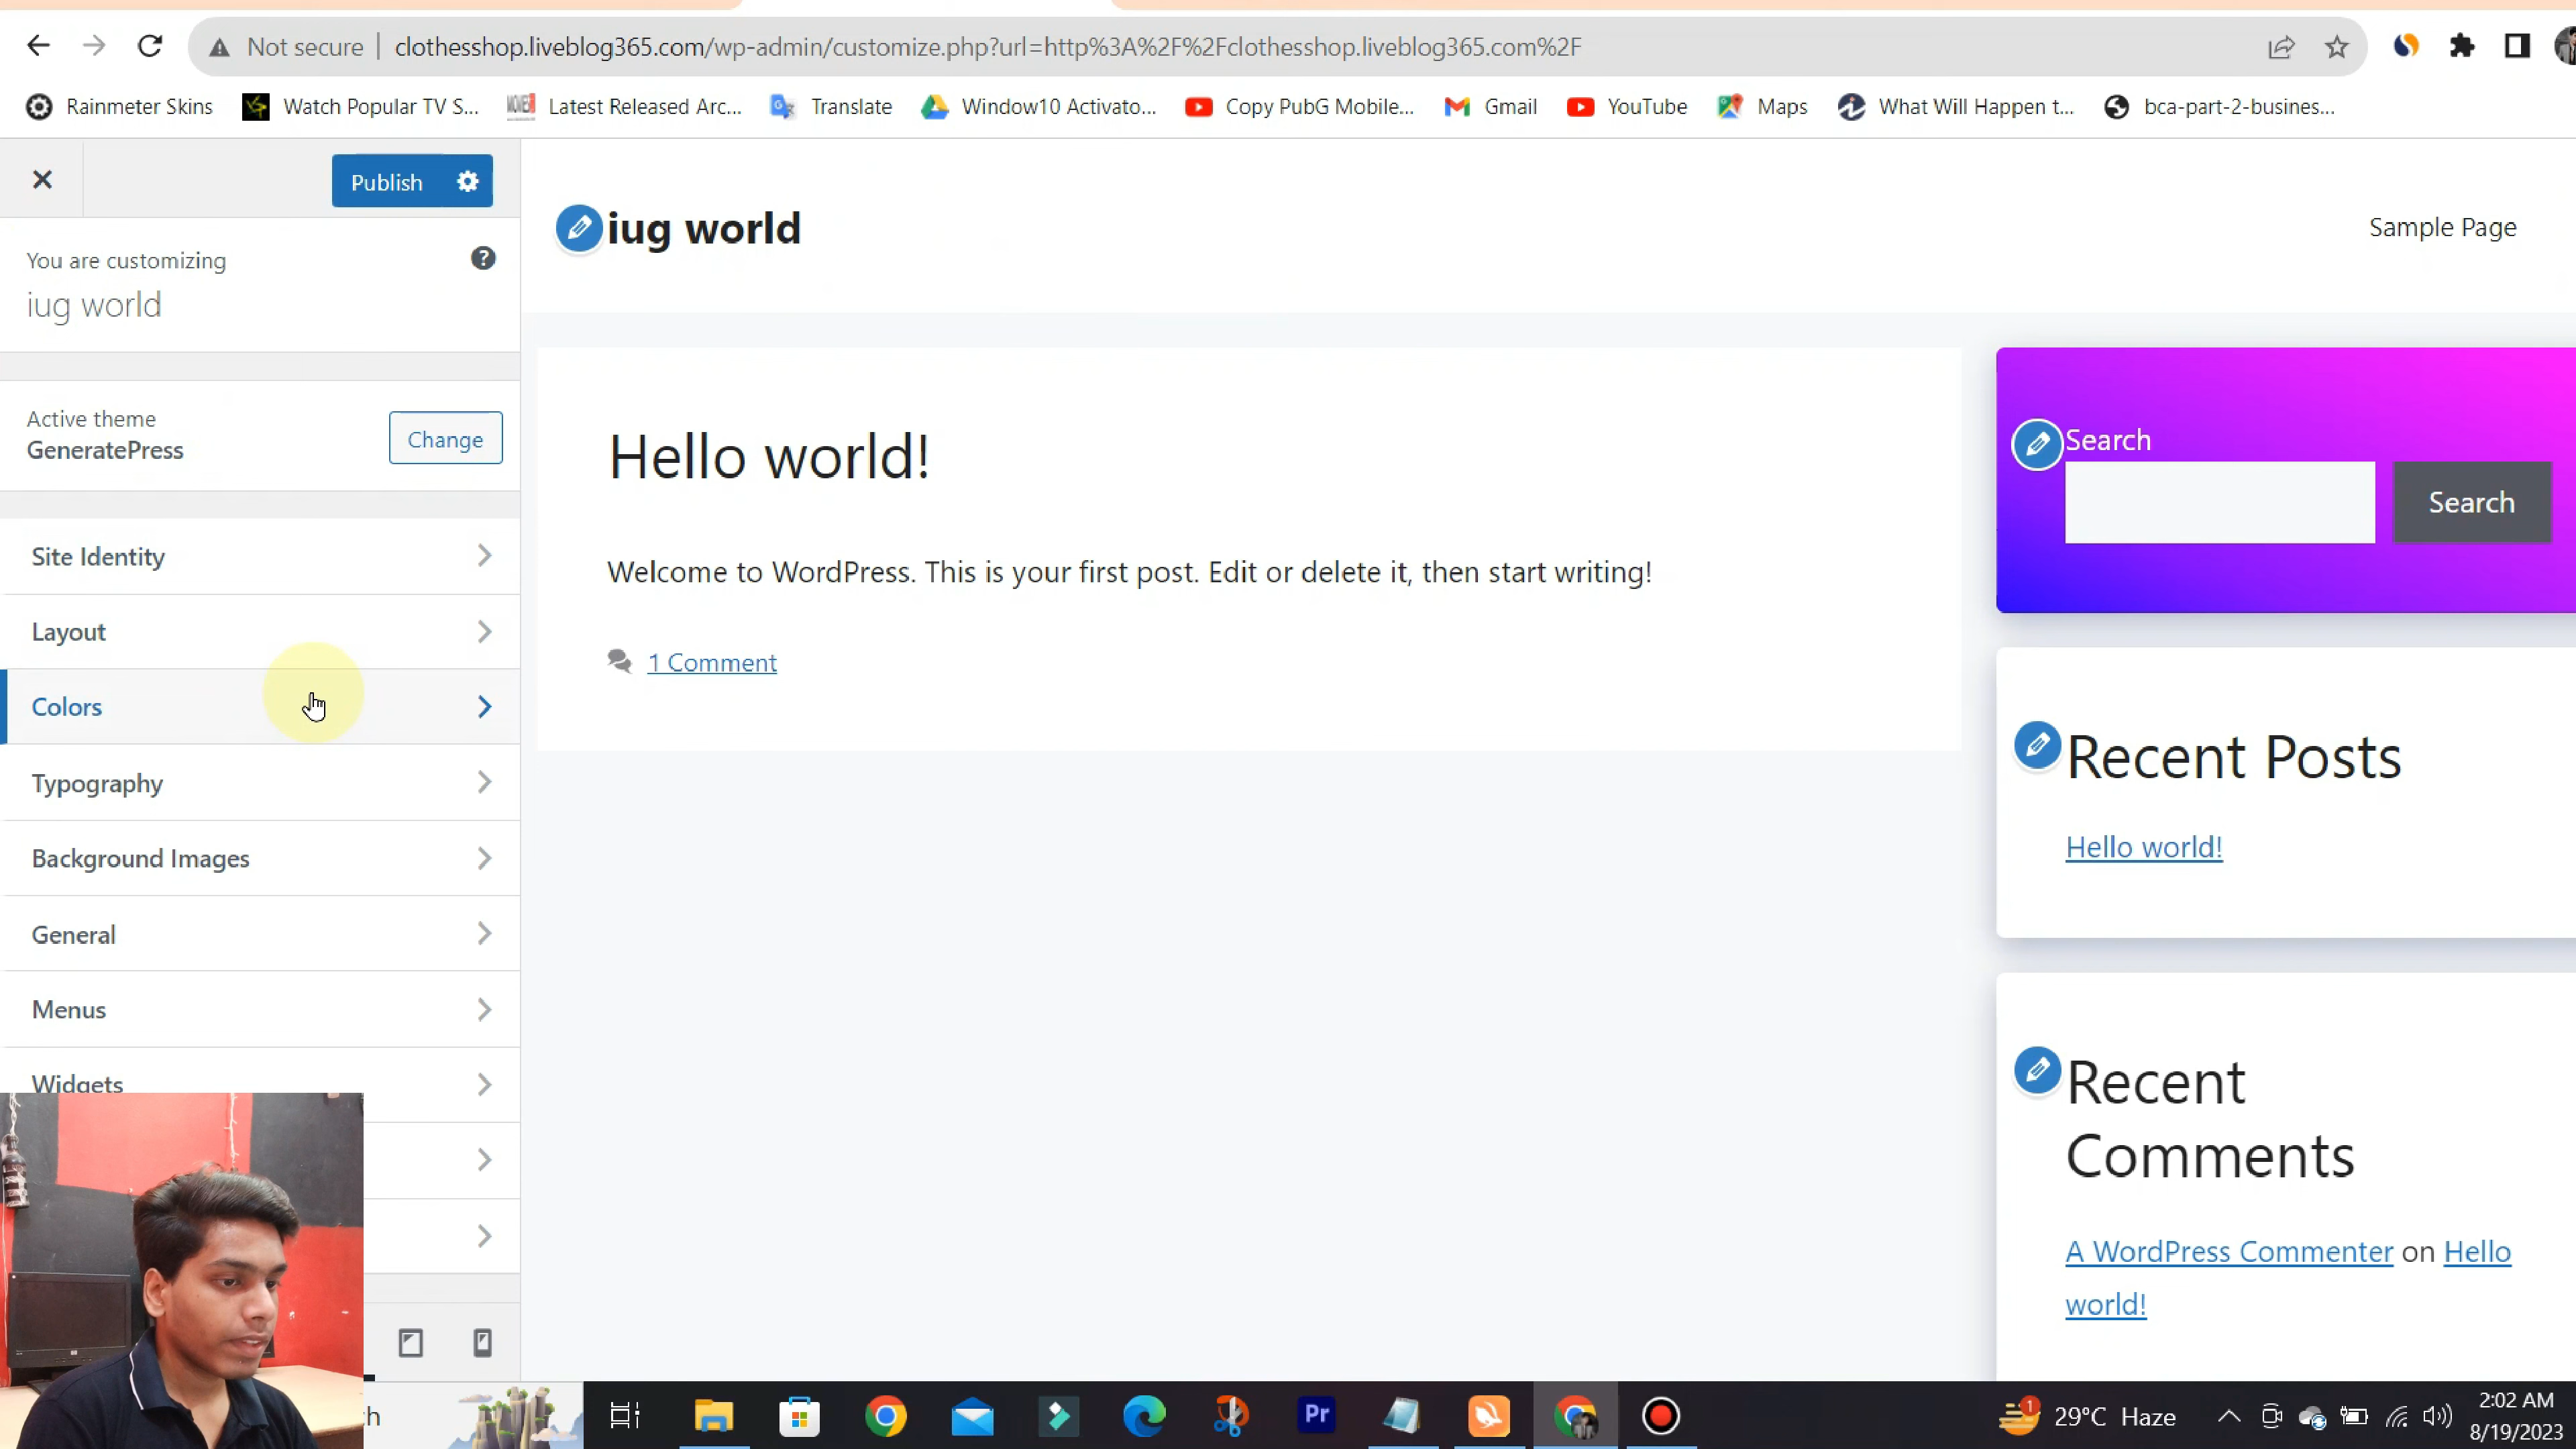 Not secure | clothesshop.liveblog365.com/wp-admin/customize.php?url=http%3A%2F%2Fclothesshop.liveblog365.com%2F
Rainmeter Skins
Watch Popular TV S...
Latest Released Arc...
Translate
Window10 Activato...
Copy PubG Mobile...
Gmail
YouTube
Maps
What Will Happen t...
bca-part-2-busines...
Publish
You are customizing
iug world
Active theme
GeneratePress
Change
Site Identity
Layout
Colors
Typography
Background Images
General
Menus
Widgets
iug world
Sample Page
Hello world!
Welcome to WordPress. This is your first post. Edit or delete it, then start writing!
1 Comment
Search
Search
Recent Posts
Hello world!
Recent
Comments
A WordPress Commenter on Hello
world!
Pr
1
29°C Haze
2:02 AM
8/19/2023